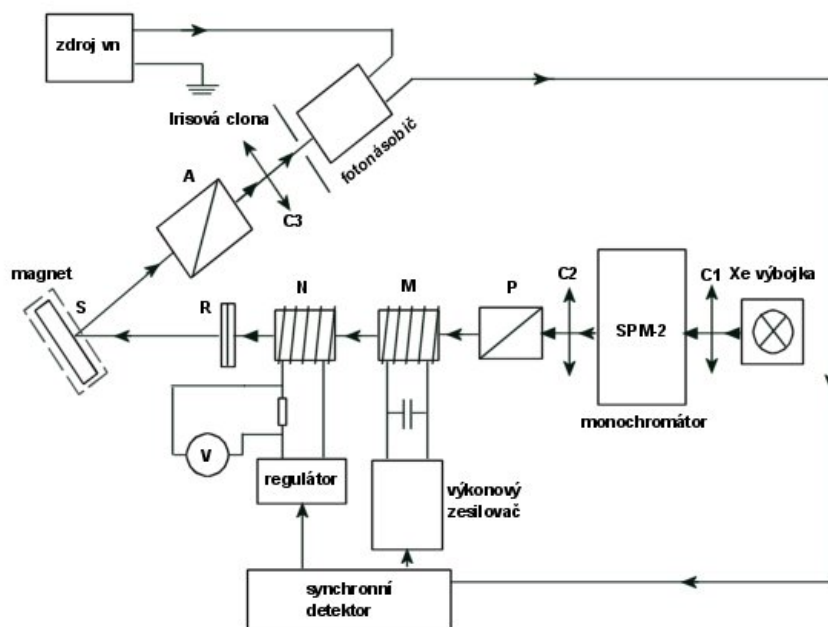 zdroj vn
Irisová clona
fotonásobič
A
C3
magnet
S
R
N
M
P
C2
C1
Xe výbojka
SPM-2
monochromátor
V
regulátor
výkonový
zesilovač
synchronní
detektor